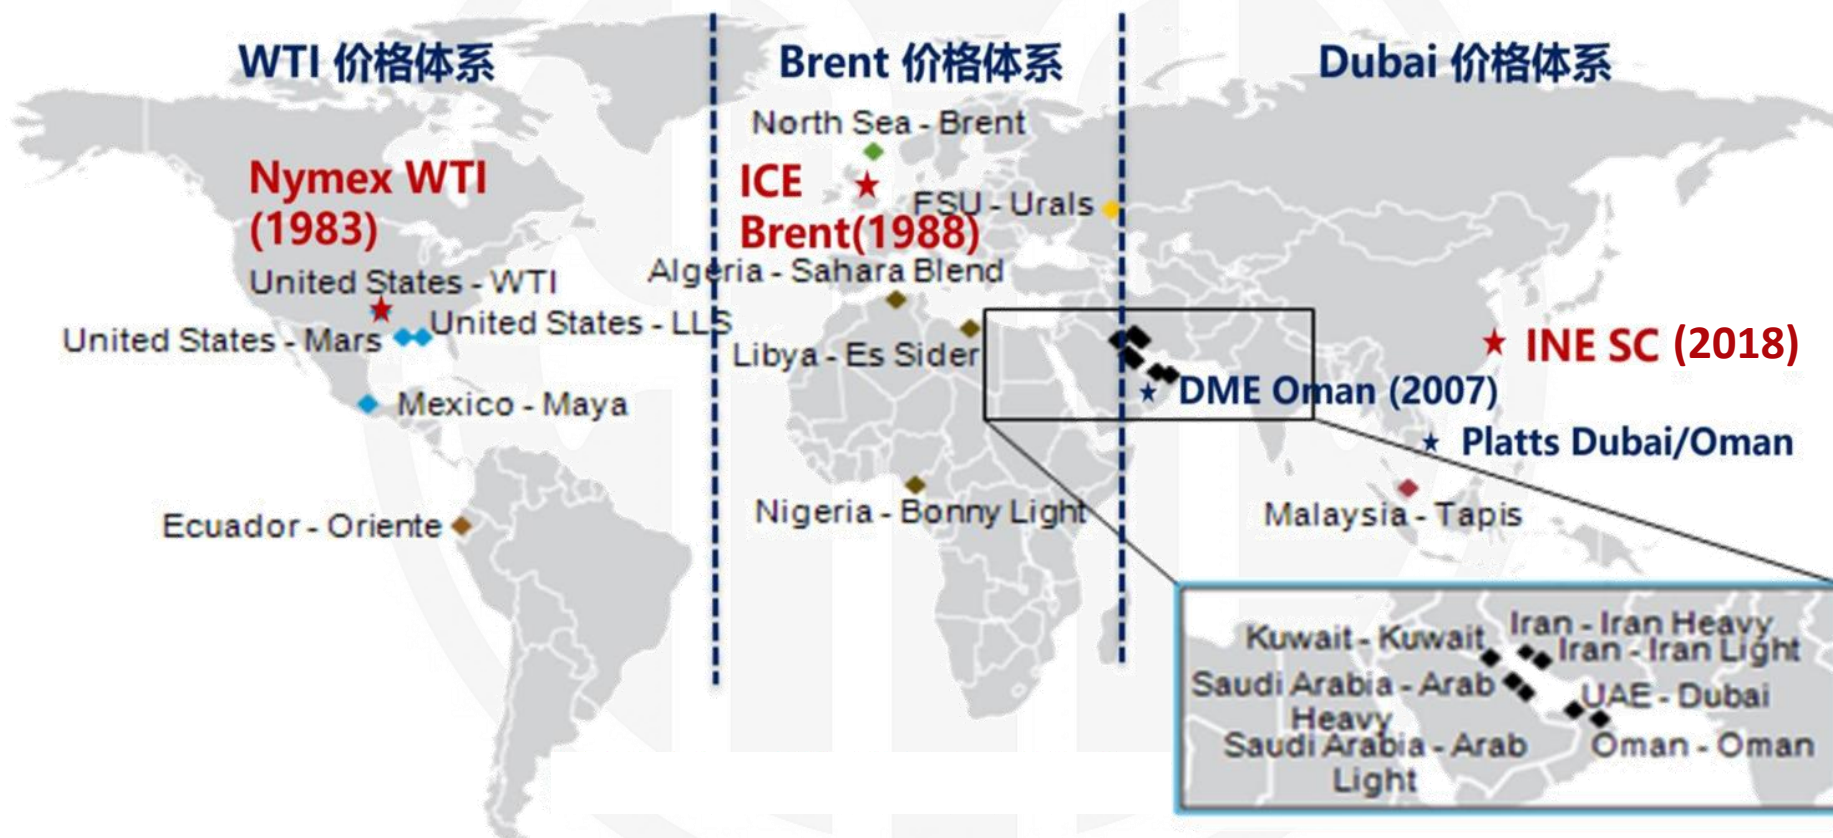 WTI 价格体系
Brent 价格体系
Dubai 价格体系
North Sea - Brent
Nymex WTI
(1983)
ICE
Brent(1988)
FSU - Urals
United States - WTI
Algeria - Sahara Blend
United States - LLS
United States - Mars
Libya - Es Sider
INE SC (2018)
DME Oman (2007)
Mexico - Maya
Platts Dubai/Oman
Ecuador - Oriente
Nigeria - Bonny Light
Malaysia - Tapis
Kuwait - Kuwait
Iran - Iran Heavy
Iran - Iran Light
Saudi Arabia - Arab
Heavy
UAE - Dubai
Saudi Arabia - Arab
Light
Oman - Oman